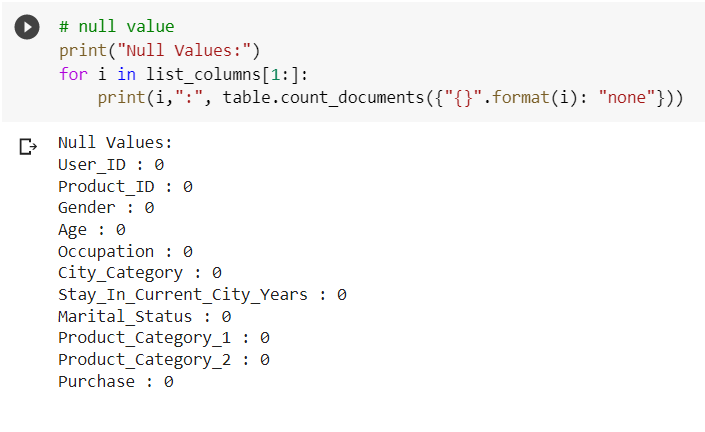 # null value
print("Null Values:")
for i in list_columns[1:]:
    print(i,":", table.count_documents({"{}".format(i): "none"}))
Null Values:
User_ID : 0
Product_ID : 0
Gender : 0
Age : 0
Occupation : 0
City_Category : 0
Stay_In_Current_City_Years : 0
Marital_Status : 0
Product_Category_1 : 0
Product_Category_2 : 0
Purchase : 0